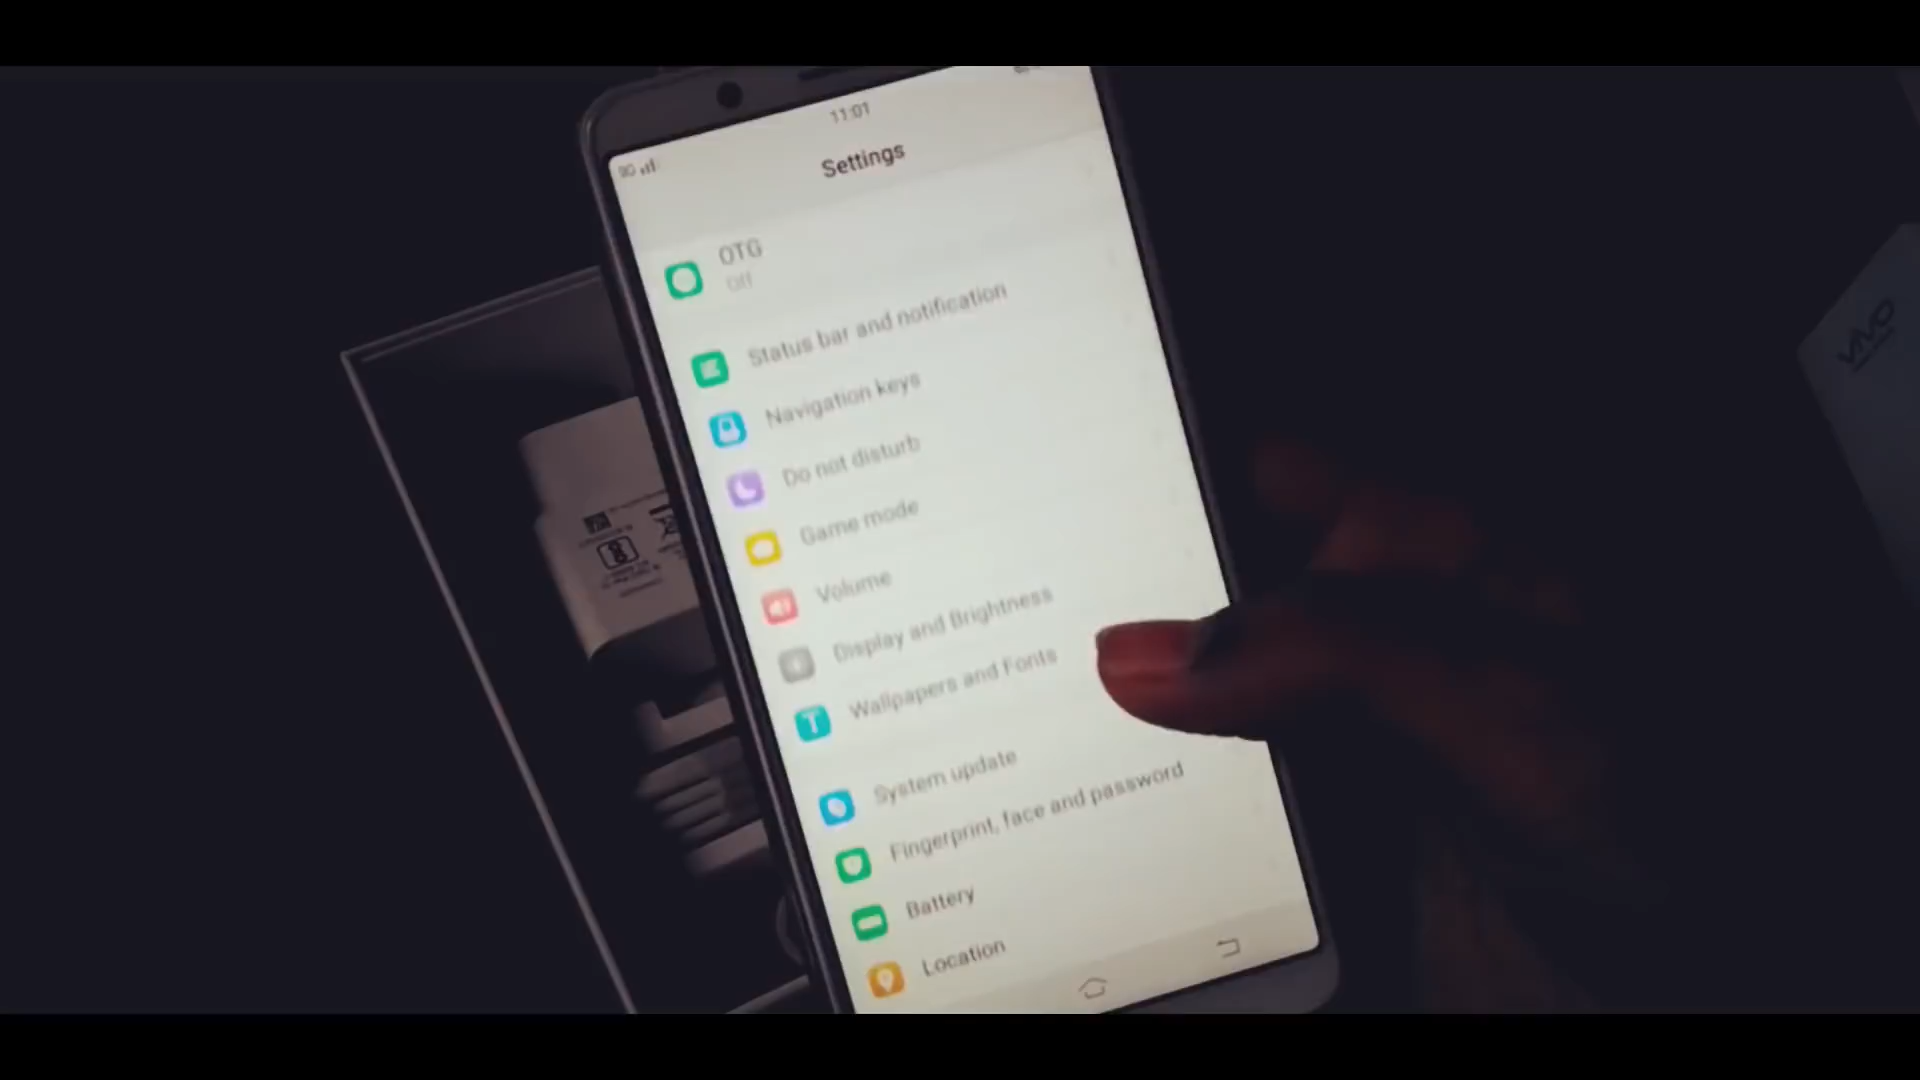 11:01
Settings
OTG
Off
Status bar and notification
Navigation keys
Do not disturb
Game mode
Volume
Display and Brightness
Wallpapers and Fonts
System update
Fingerprint, face and password
Battery
Location
vivo